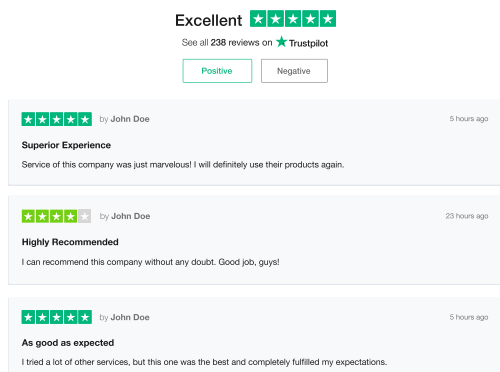 Excellent
See all 238 reviews on Trustpilot
Positive
Negative
by John Doe
5 hours ago
Superior Experience
Service of this company was just marvelous! I will definitely use their products again.
by John Doe
23 hours ago
Highly Recommended
I can recommend this company without any doubt. Good job, guys!
by John Doe
5 hours ago
As good as expected
I tried a lot of other services, but this one was the best and completely fulfilled my expectations.